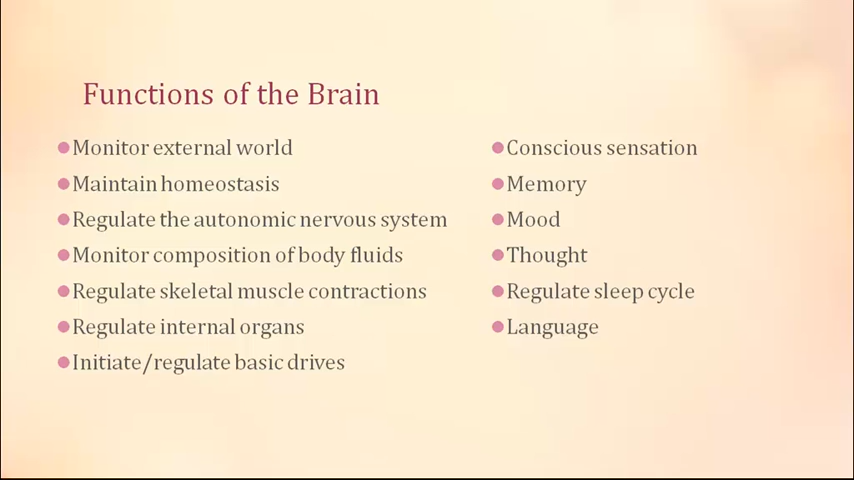 Functions of the Brain
●Monitor external world
●Maintain homeostasis
●Regulate the autonomic nervous system
●Monitor composition of body fluids
●Regulate skeletal muscle contractions
●Regulate internal organs
●Initiate/regulate basic drives
●Conscious sensation
●Memory
●Mood
●Thought
●Regulate sleep cycle
●Language